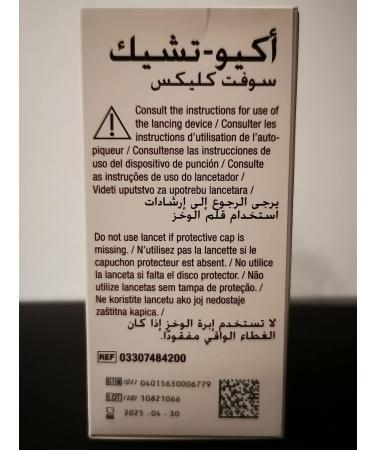 أكيو-تشيك
سوفت كليكس
Consult the instructions for use of
the lancing device / Consulter les
instructions d'utilisation de l'auto-
piqueur / Consultense las instrucciones de
uso del dispositivo de punción / Consulte
as instruções de uso do lancetador /
Videti uputstvo za upotrebu lancetara /
يرجى الرجوع إلى إرشادات
استخدام قلم الوخز
Do not use lancet if protective cap is
missing. / N'utilisez pas la lancette si le
capuchon protecteur est absent. / No utilice
la lanceta si falta el disco protector. / Não
utilize lancetas sem tampa de proteção. /
Ne koristite lancetu ako joj nedostaje
zaštitna kapica. /
لا تستخدم إبرة الوخز إذا كان
الغطاء الواقي مفقودًا.
REF 03307484200
(01) 04015630006779
LOT (10) 10821066
2025 -04 -30